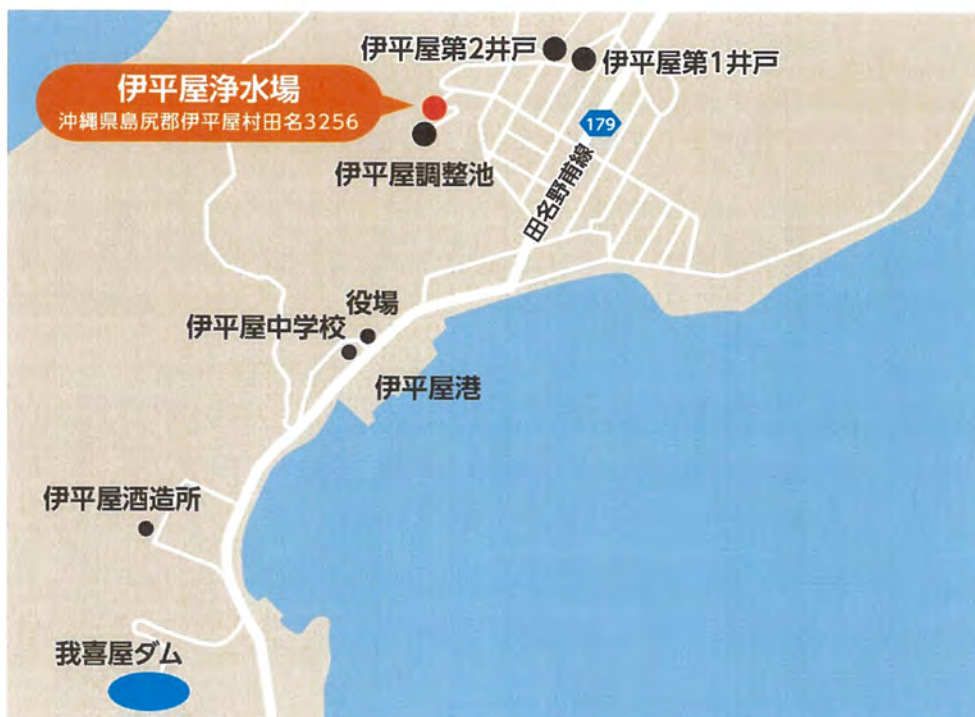 伊平屋第2井戸
伊平屋第1井戸
伊平屋浄水場
沖縄県島尻郡伊平屋村田名3256
179
伊平屋調整池
田名野甫線
役場
伊平屋中学校
伊平屋港
伊平屋酒造所
我喜屋ダム